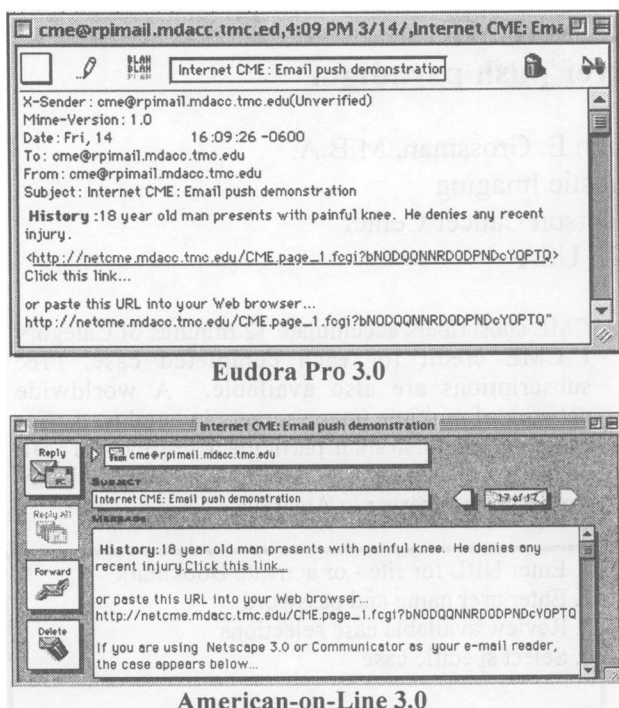 cme@rpimail.mdacc.tmc.ed,4:09 PM 3/14/,Internet CME: Ema
BLAH
BLAH
Internet CME: Email push demonstration
X-Sender: cme@rpimail.mdacc.tmc.edu(Unverified)
Mime-Version: 1.0
Date: Fri, 14 16:09:26 -0600
To: cme@rpimail.mdacc.tmc.edu
From: cme@rpimail.mdacc.tmc.edu
Subject: Internet CME: Email push demonstration
History :18 year old man presents with painful knee. He denies any recent
injury.
<http://netcme.mdacc.tmc.edu/CME.page_1.fcgi?bNODQQNNRDODPNDcYOPTQ>
Click this link...
or paste this URL into your Web browser...
http://netcme.mdacc.tmc.edu/CME.page_1.fcgi?bNODQQNNRDODPNDcYOPTQ"
Eudora Pro 3.0
Internet CME: Email push demonstration
Reply
cme@rpimail.mdacc.tmc.edu
SUBJECT
Internet CME: Email push demonstration
17 of 17
Reply All
MESSAGE
History:18 year old man presents with painful knee. He denies any
recent injury.Click this link...
Forward
or paste this URL into your Web browser...
http://netcme.mdacc.tmc.edu/CME.page_1.fcgi?bNODQQNNRDODPNDcYOPTQ
Delete
If you are using Netscape 3.0 or Communicator as your e-mail reader,
the case appears below...
American-on-Line 3.0